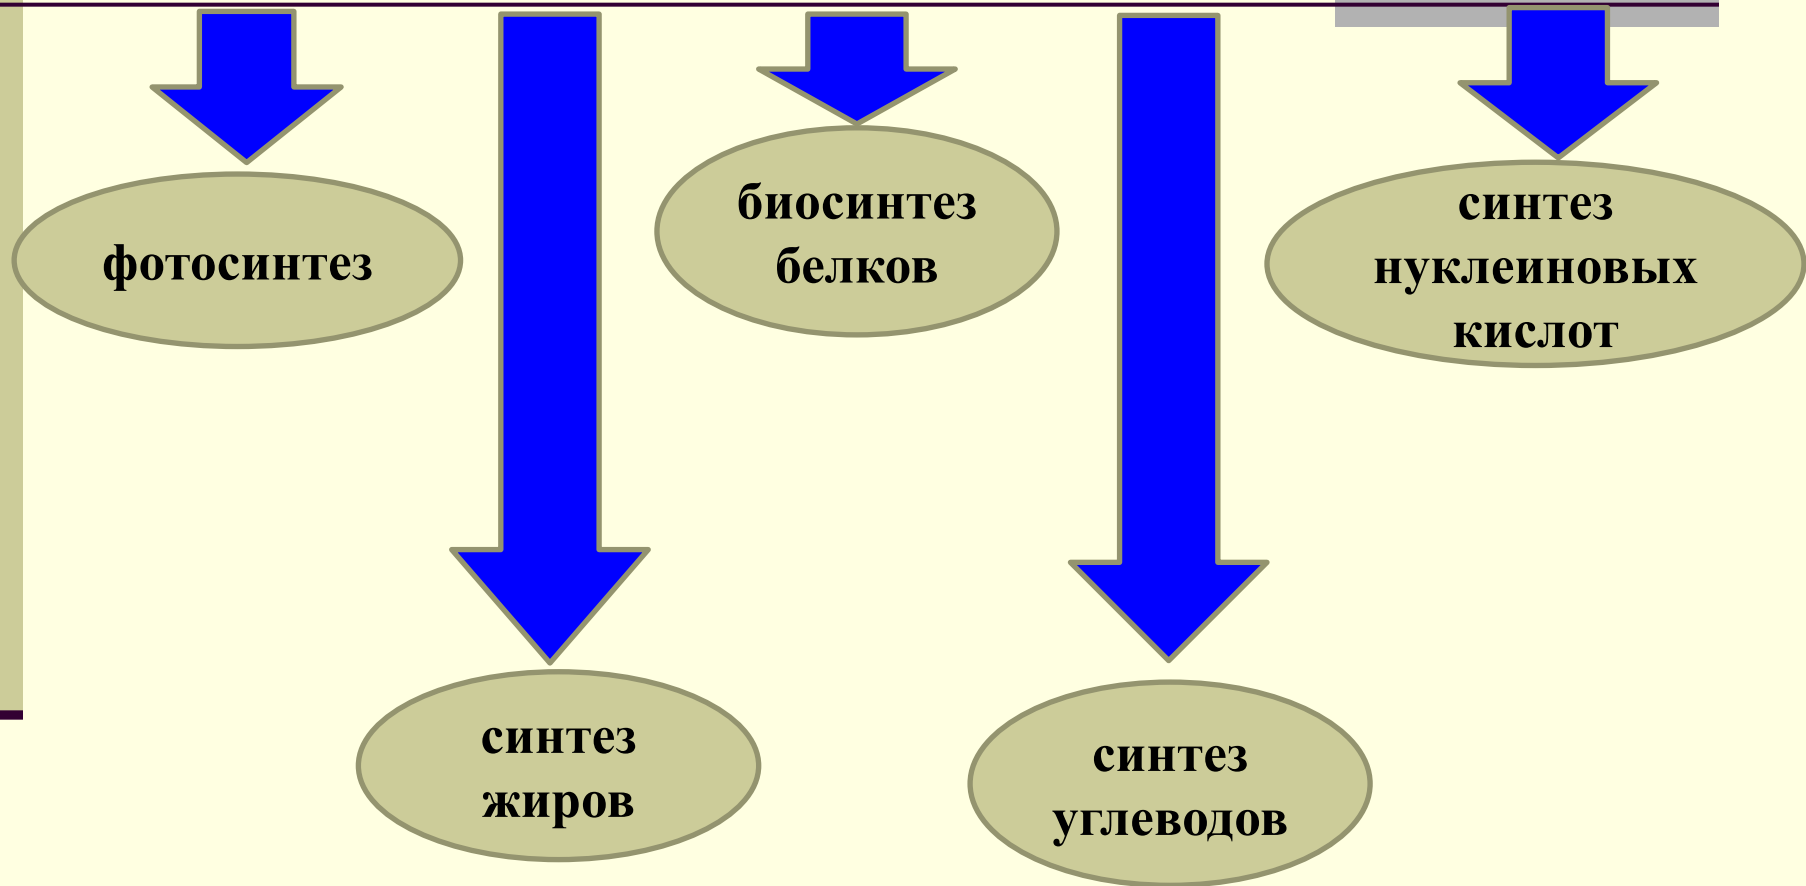 фотосинтез
биосинтез
белков
синтез
нуклеиновых
кислот
синтез
жиров
синтез
углеводов